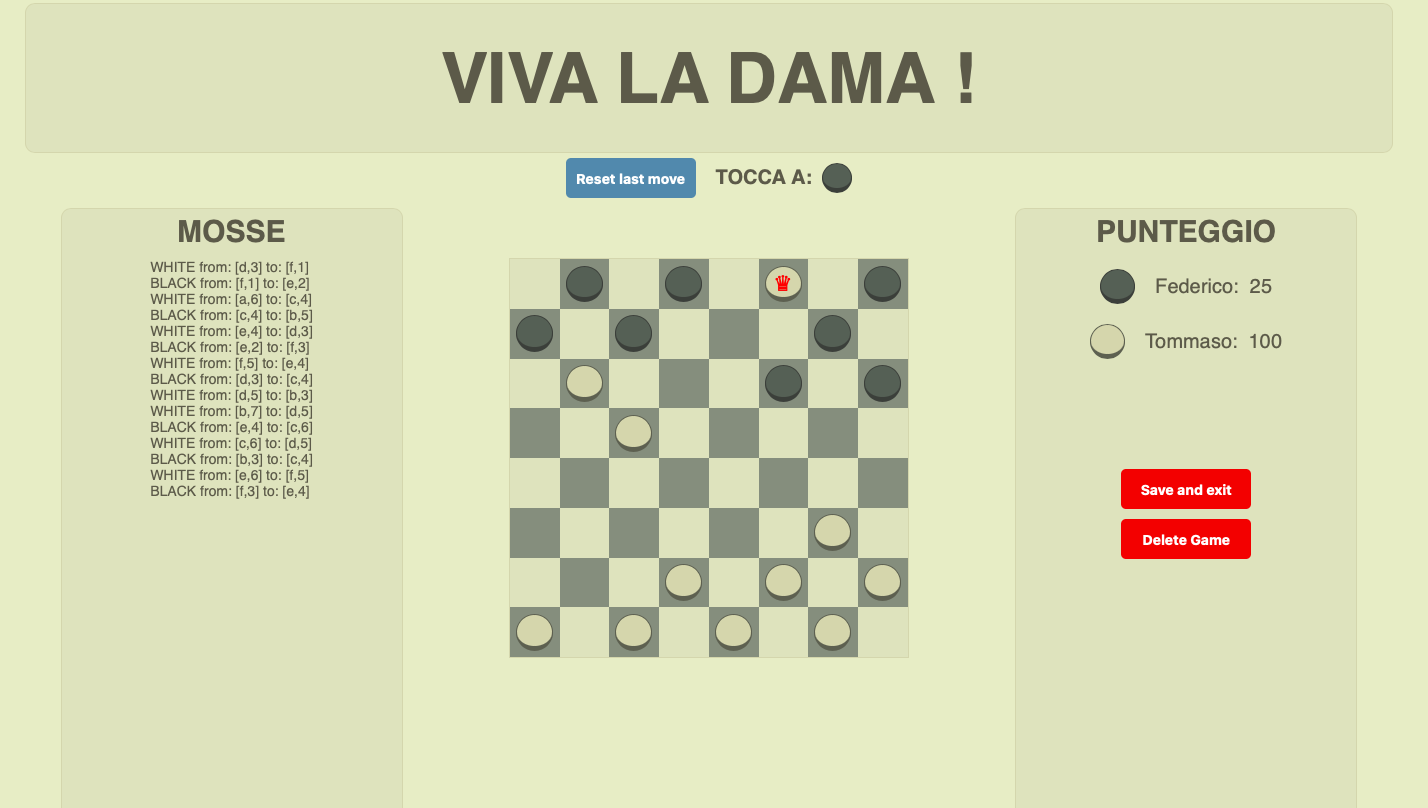 VIVA LA DAMA !
Reset last move
TOCCA A:
MOSSE
WHITE from: [d,3] to: [f,1]
BLACK from: [f,1] to: [e,2]
WHITE from: [a,6] to: [c,4]
BLACK from: [c,4] to: [b,5]
WHITE from: [e,4] to: [d,3]
BLACK from: [e,2] to: [f,3]
WHITE from: [f,5] to: [e,4]
BLACK from: [d,3] to: [c,4]
WHITE from: [d,5] to: [b,3]
WHITE from: [b,7] to: [d,5]
BLACK from: [e,4] to: [c,6]
WHITE from: [c,6] to: [d,5]
BLACK from: [b,3] to: [c,4]
WHITE from: [e,6] to: [f,5]
BLACK from: [f,3] to: [e,4]
PUNTEGGIO
Federico: 25
Tommaso: 100
Save and exit
Delete Game